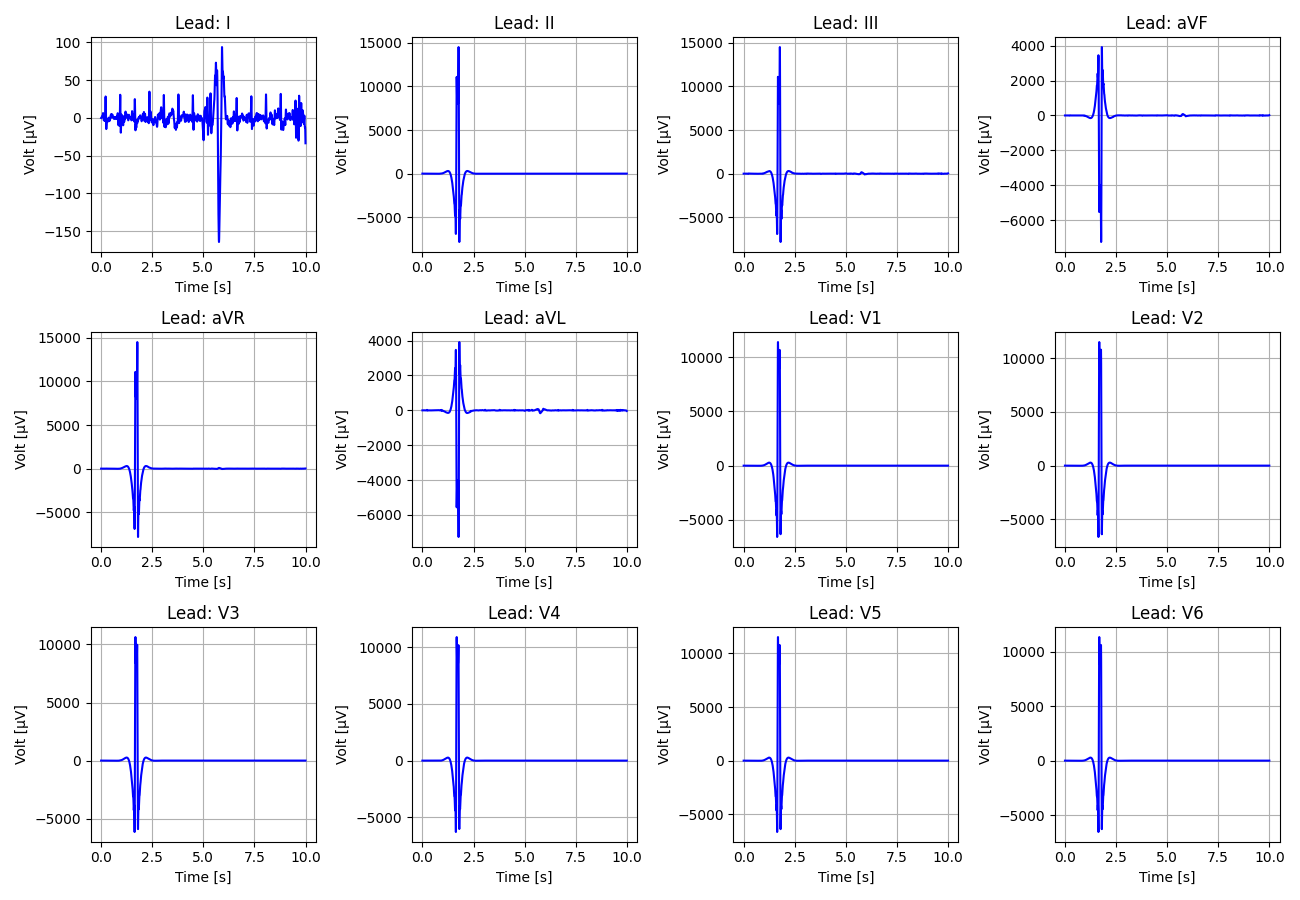 Lead: I
Volt [µV]
100
50
0
−50
−100
−150
0.0 2.5 5.0 7.5 10.0
Time [s]
Lead: II
Volt [µV]
15000
10000
5000
0
−5000
0.0 2.5 5.0 7.5 10.0
Time [s]
Lead: III
Volt [µV]
15000
10000
5000
0
−5000
0.0 2.5 5.0 7.5 10.0
Time [s]
Lead: aVF
Volt [µV]
4000
2000
0
−2000
−4000
−6000
0.0 2.5 5.0 7.5 10.0
Time [s]
Lead: aVR
Volt [µV]
15000
10000
5000
0
−5000
0.0 2.5 5.0 7.5 10.0
Time [s]
Lead: aVL
Volt [µV]
4000
2000
0
−2000
−4000
−6000
0.0 2.5 5.0 7.5 10.0
Time [s]
Lead: V1
Volt [µV]
10000
5000
0
−5000
0.0 2.5 5.0 7.5 10.0
Time [s]
Lead: V2
Volt [µV]
10000
5000
0
−5000
0.0 2.5 5.0 7.5 10.0
Time [s]
Lead: V3
Volt [µV]
10000
5000
0
−5000
0.0 2.5 5.0 7.5 10.0
Time [s]
Lead: V4
Volt [µV]
10000
5000
0
−5000
0.0 2.5 5.0 7.5 10.0
Time [s]
Lead: V5
Volt [µV]
10000
5000
0
−5000
0.0 2.5 5.0 7.5 10.0
Time [s]
Lead: V6
Volt [µV]
10000
5000
0
−5000
0.0 2.5 5.0 7.5 10.0
Time [s]